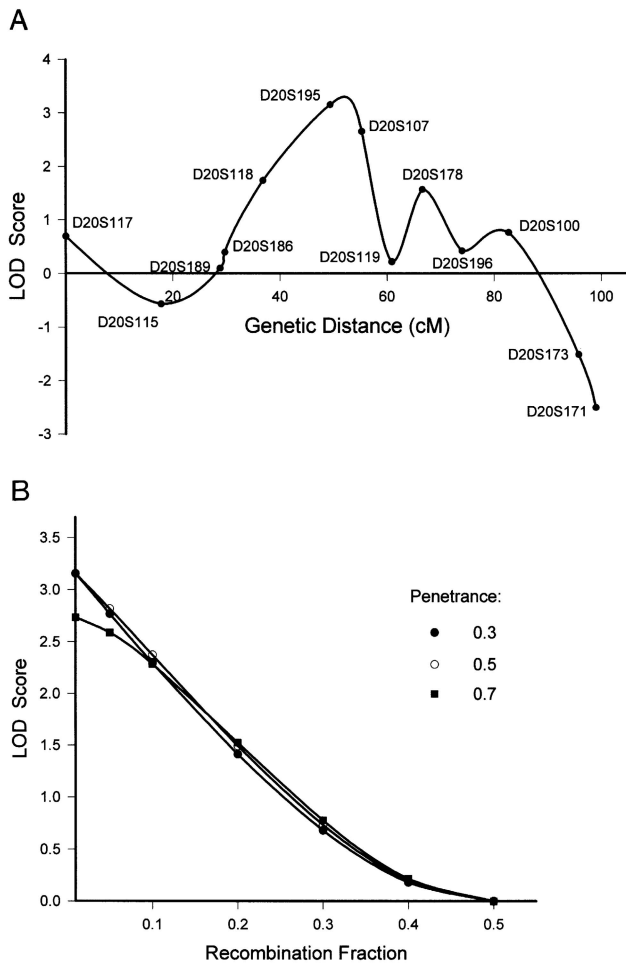 A
4
3
2
1
0
-1
-2
-3
LOD Score
D20S195
D20S107
D20S118
D20S178
D20S117
D20S186
D20S100
D20S189
D20S119
D20S196
20
40
60
80
100
D20S115
Genetic Distance (cM)
D20S173
D20S171
B
3.5
3.0
2.5
2.0
1.5
1.0
0.5
0.0
LOD Score
Penetrance:
0.3
0.5
0.7
0.1
0.2
0.3
0.4
0.5
Recombination Fraction